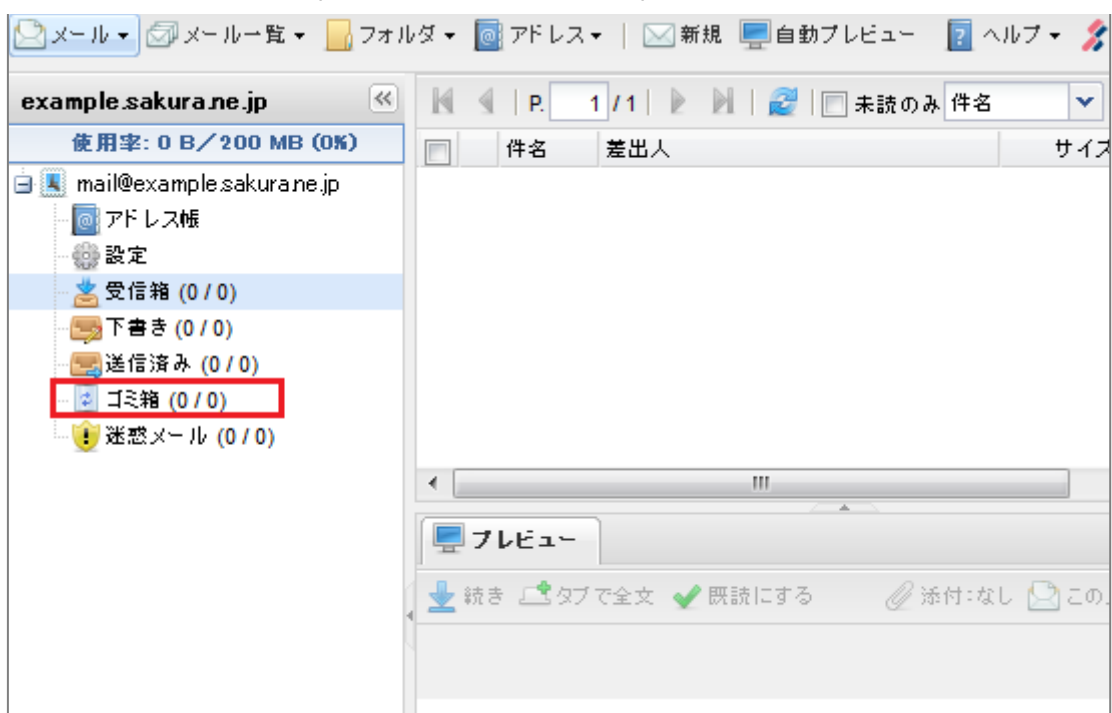 メール メール一覧 フォルダ アドレス 新規 自動プレビュー ヘルプ
example.sakura.ne.jp P. 1 / 1 未読のみ 件名
使用率: 0 B／200 MB (0%) 件名 差出人 サイズ
mail@example.sakura.ne.jp
アドレス帳
設定
受信箱 (0 / 0)
下書き (0 / 0)
送信済み (0 / 0)
ゴミ箱 (0 / 0)
迷惑メール (0 / 0)
プレビュー
続き タブで全文 既読にする 添付:なし この